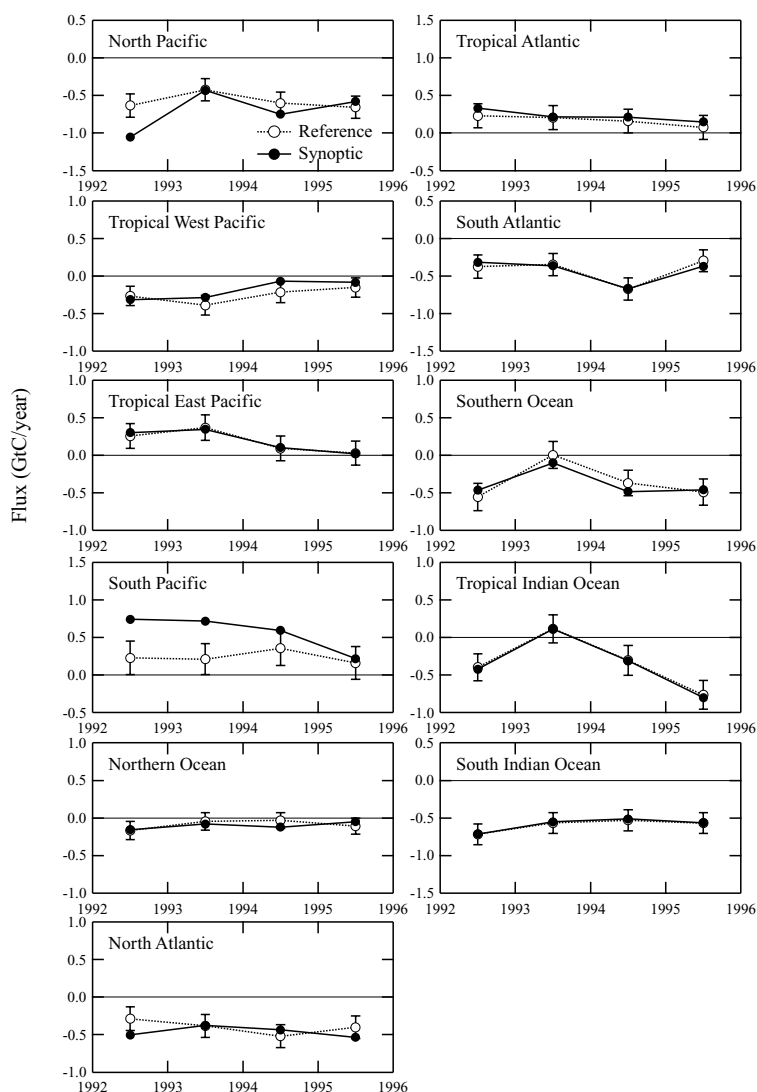 Flux (GtC/year)
North Pacific
0.5
0.0
-0.5
-1.0
-1.5
Reference
Synoptic
1992 1993 1994 1995 1996
Tropical Atlantic
1.5
1.0
0.5
0.0
-0.5
1992 1993 1994 1995 1996
Tropical West Pacific
1.0
0.5
0.0
-0.5
-1.0
1992 1993 1994 1995 1996
South Atlantic
0.5
0.0
-0.5
-1.0
-1.5
1992 1993 1994 1995 1996
Tropical East Pacific
1.0
0.5
0.0
-0.5
-1.0
1992 1993 1994 1995 1996
Southern Ocean
1.0
0.5
0.0
-0.5
-1.0
1992 1993 1994 1995 1996
South Pacific
1.5
1.0
0.5
0.0
-0.5
1992 1993 1994 1995 1996
Tropical Indian Ocean
1.0
0.5
0.0
-0.5
-1.0
1992 1993 1994 1995 1996
Northern Ocean
1.0
0.5
0.0
-0.5
-1.0
1992 1993 1994 1995 1996
South Indian Ocean
0.5
0.0
-0.5
-1.0
-1.5
1992 1993 1994 1995 1996
North Atlantic
1.0
0.5
0.0
-0.5
-1.0
1992 1993 1994 1995 1996